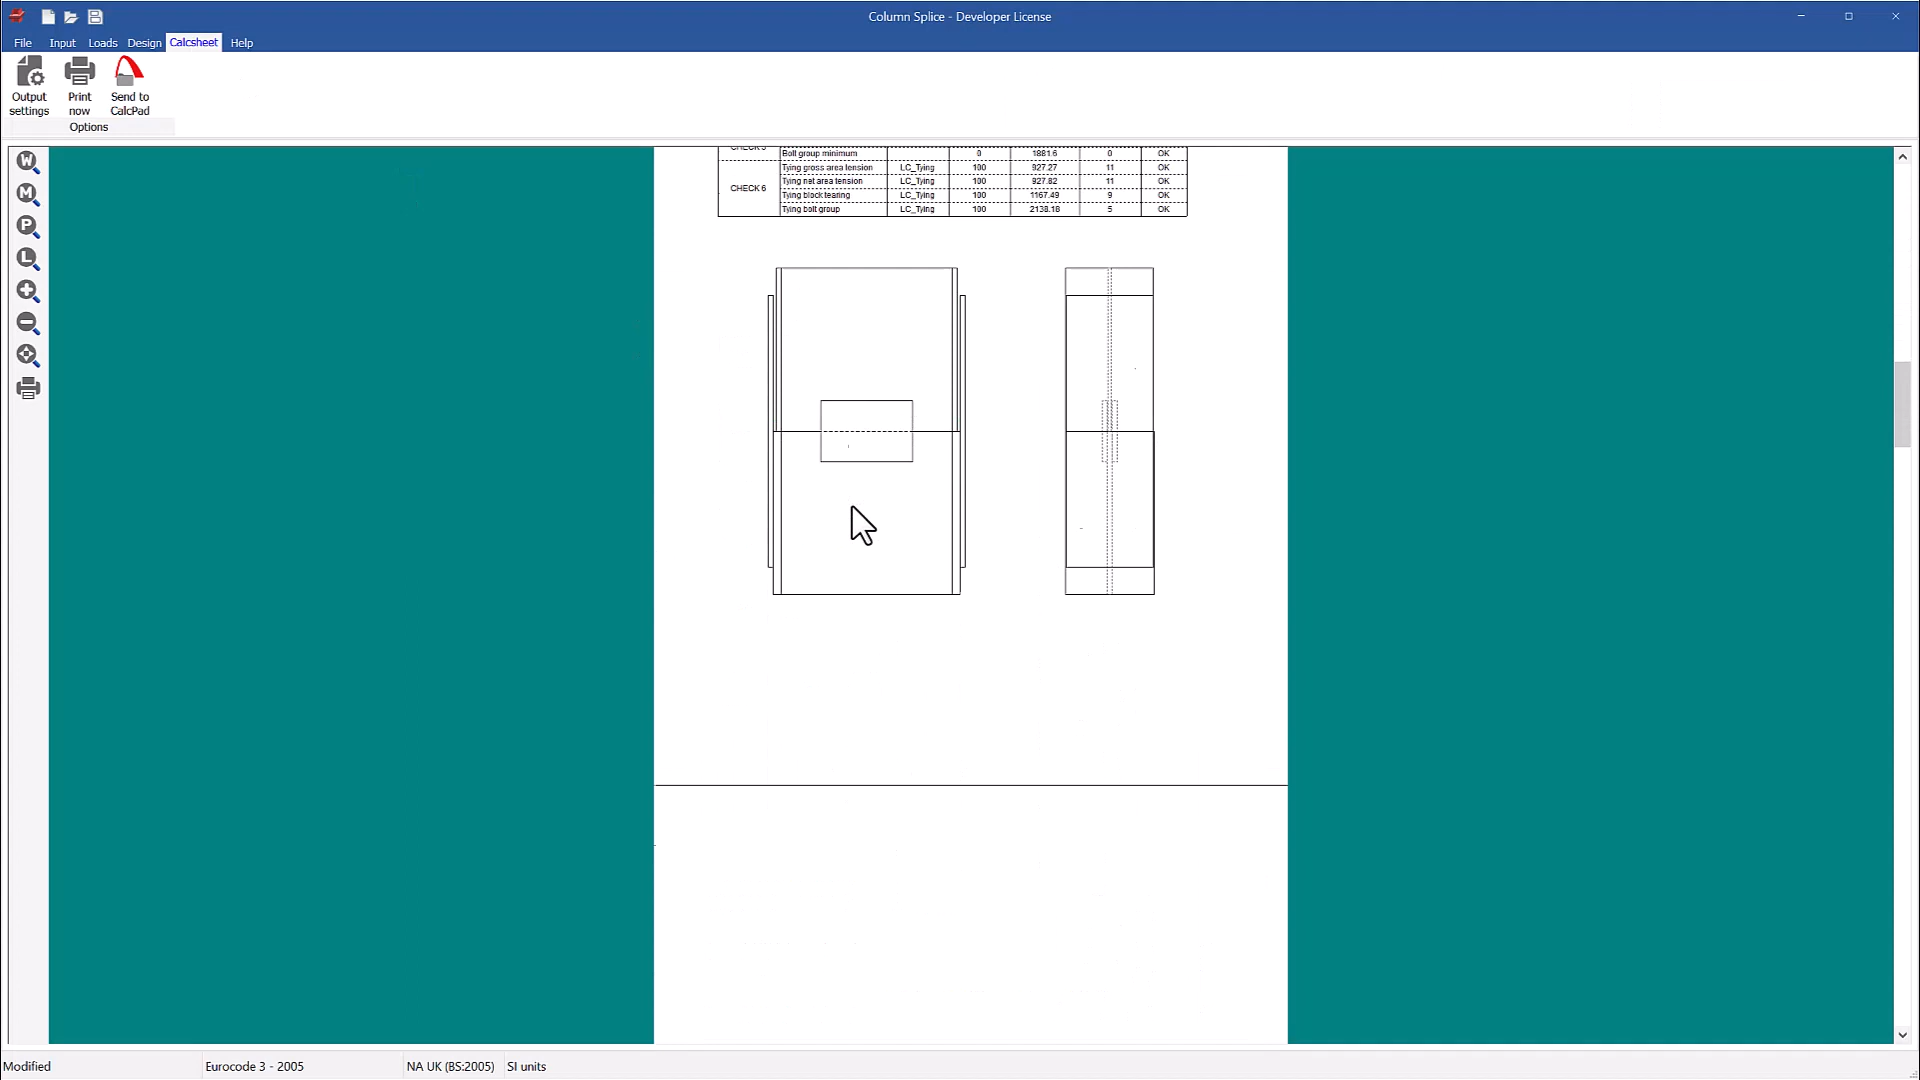 Column Splice - Developer License
File Input Loads Design Calcsheet Help
Output settings
Print now
Send to CalcPad
Options
W
M
P
L
Bolt group minimum 0 1881.6 0 OK
CHECK 6
Tying gross area tension LC_Tying 100 927.27 11 OK
Tying net area tension LC_Tying 100 927.82 11 OK
Tying block tearing LC_Tying 100 1167.49 9 OK
Tying bolt group LC_Tying 100 2138.18 5 OK
Modified Eurocode 3 - 2005 NA UK (BS:2005) SI units